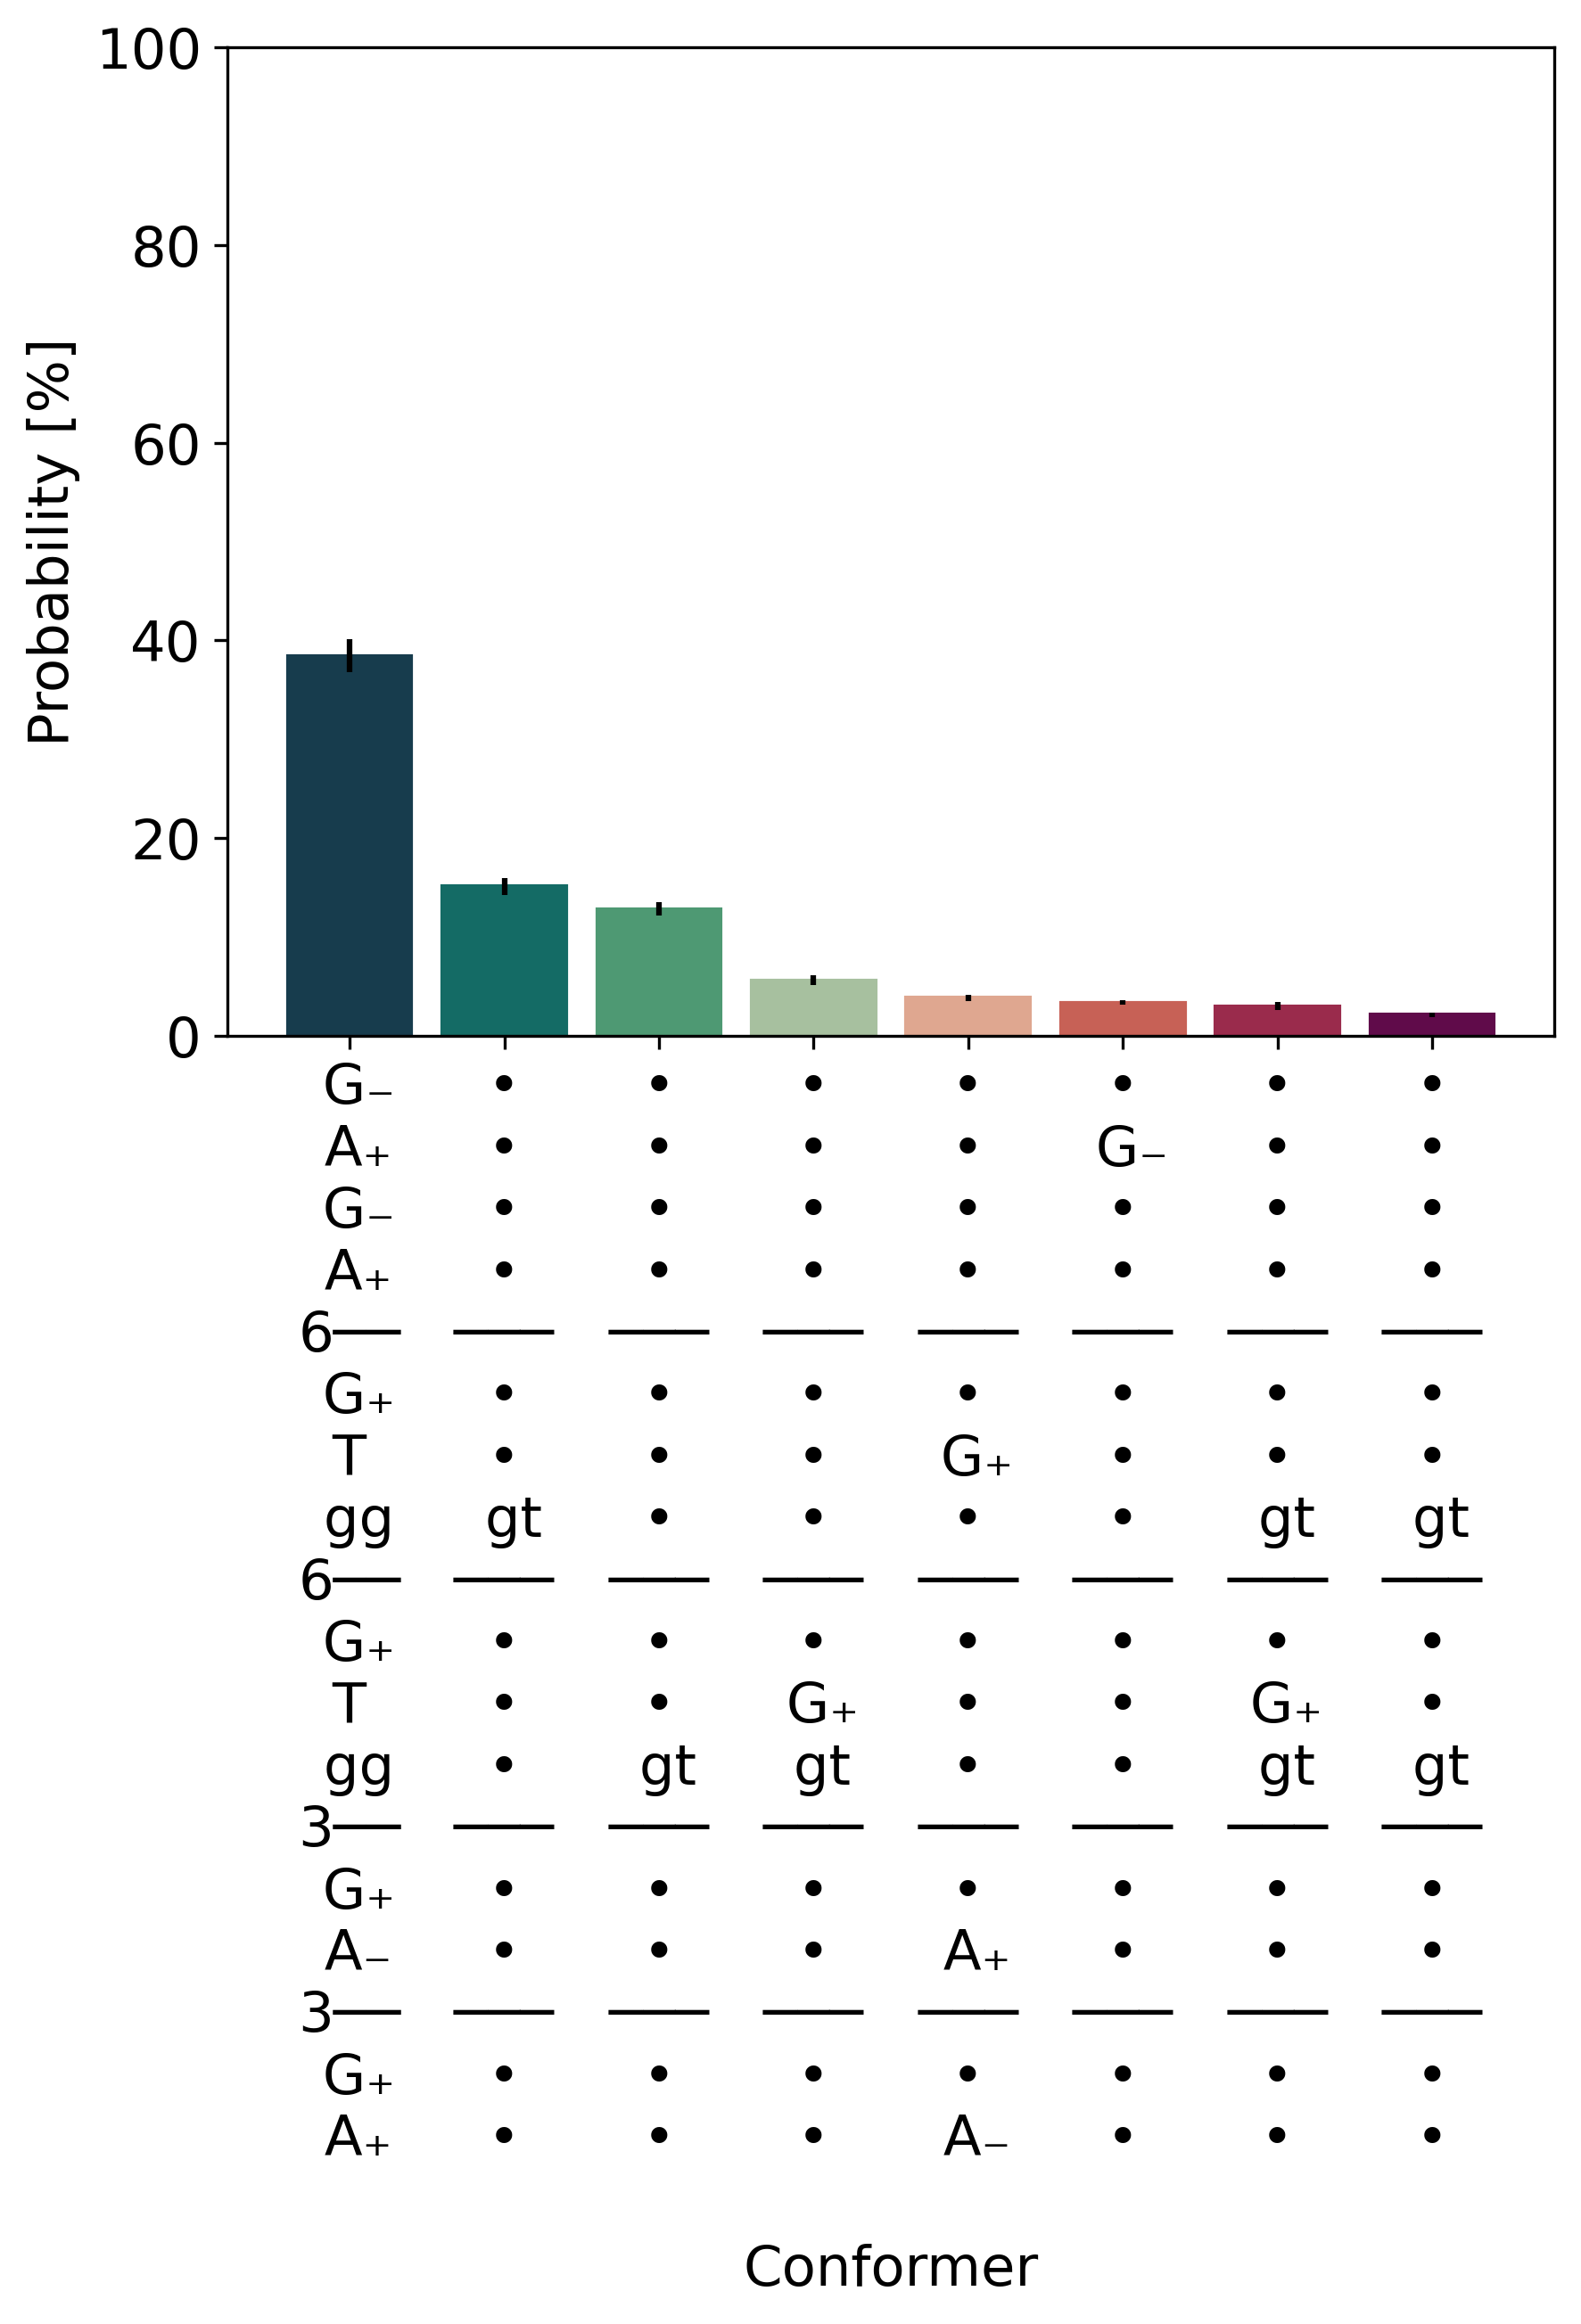 100
80
60
40
20
0
Probability [%]
G₋ • • • • • • •
A₊ • • • • G₋ • •
G₋ • • • • • • •
A₊ • • • • • • •
6── ─── ─── ─── ─── ─── ─── ───
G₊ • • • • • • •
T • • • G₊ • • •
gg gt • • • • gt gt
6── ─── ─── ─── ─── ─── ─── ───
G₊ • • • • • • •
T • • G₊ • • G₊ •
gg • gt gt • • gt gt
3── ─── ─── ─── ─── ─── ─── ───
G₊ • • • • • • •
A₋ • • • A₊ • • •
3── ─── ─── ─── ─── ─── ─── ───
G₊ • • • • • • •
A₊ • • • A₋ • • •
Conformer